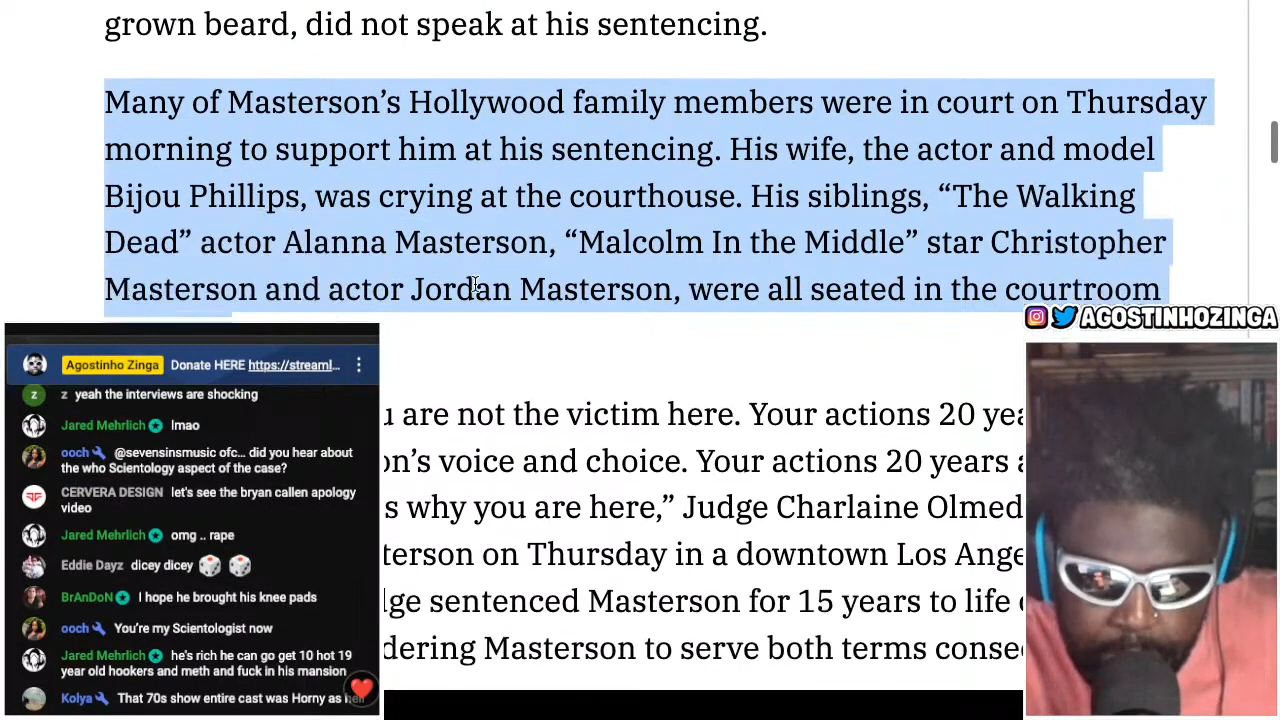 grown beard, did not speak at his sentencing.
Many of Masterson’s Hollywood family members were in court on Thursday
morning to support him at his sentencing. His wife, the actor and model
Bijou Phillips, was crying at the courthouse. His siblings, “The Walking
Dead” actor Alanna Masterson, “Malcolm In the Middle” star Christopher
Masterson and actor Jordan Masterson, were all seated in the courtroom
are not the victim here. Your actions 20 yea
on’s voice and choice. Your actions 20 years
s why you are here,” Judge Charlaine Olmed
terson on Thursday in a downtown Los Ange
dge sentenced Masterson for 15 years to life
dering Masterson to serve both terms conse
Agostinho Zinga Donate HERE https://streaml...
z z yeah the interviews are shocking
Jared Mehrlich lmao
ooch @sevensinsmusic ofc... did you hear about
the who Scientology aspect of the case?
CERVERA DESIGN let's see the bryan callen apology
video
Jared Mehrlich omg .. rape
Eddie Dayz dicey dicey
BrAnDoN I hope he brought his knee pads
ooch You’re my Scientologist now
Jared Mehrlich he's rich he can go get 10 hot 19
year old hookers and meth and fuck in his mansion
Kolya That 70s show entire cast was Horny as hell
AGOSTINHOZINGA